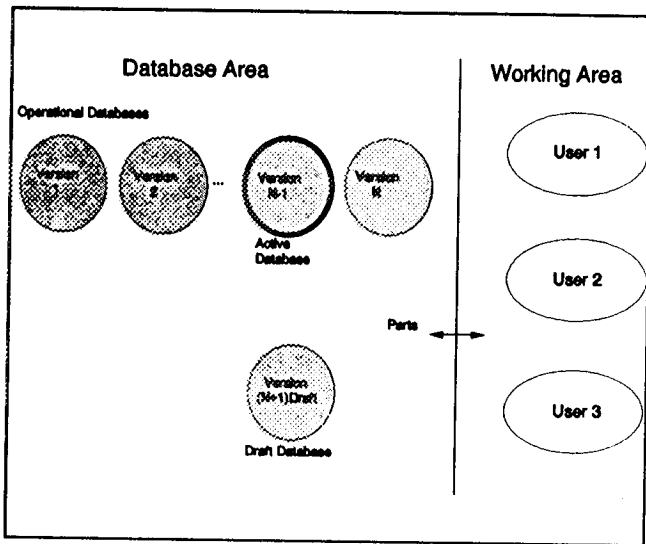 Database Area
Working Area
Operational Databases
Version
1
Version
2
...
Version
N-1
Version
N
Active
Database
User 1
User 2
Parts
User 3
Version
(N+1)Draft
Draft Database